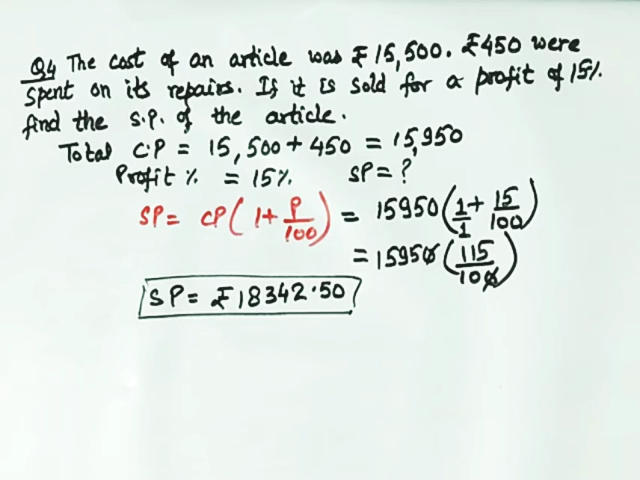 Q4 The cost of an article was ₹15,500. ₹450 were
spent on its repairs. If it is sold for a profit of 15%.
find the S.P. of the article.
Total C.P = 15,500 + 450 = 15,950
Profit % = 15%. SP = ?
SP = CP(1 + P/100) = 15950(1/1 + 15/100)
= 15950(115/100)
SP = ₹18342.50